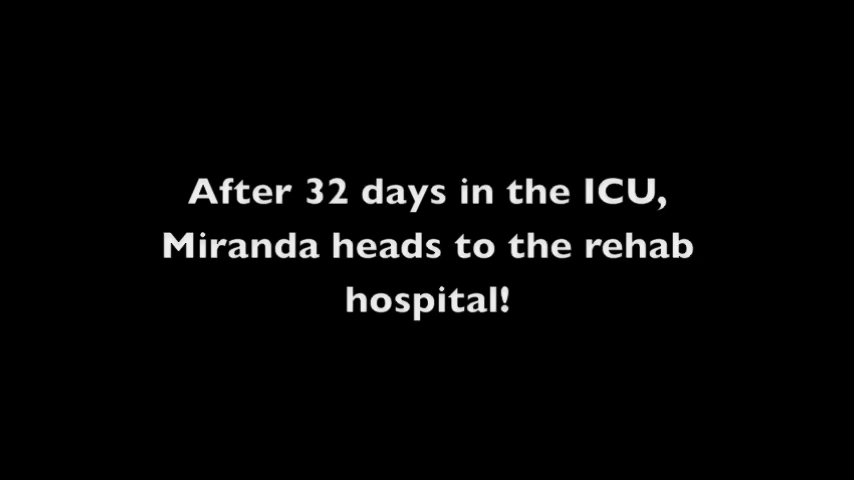 After 32 days in the ICU,
Miranda heads to the rehab
hospital!